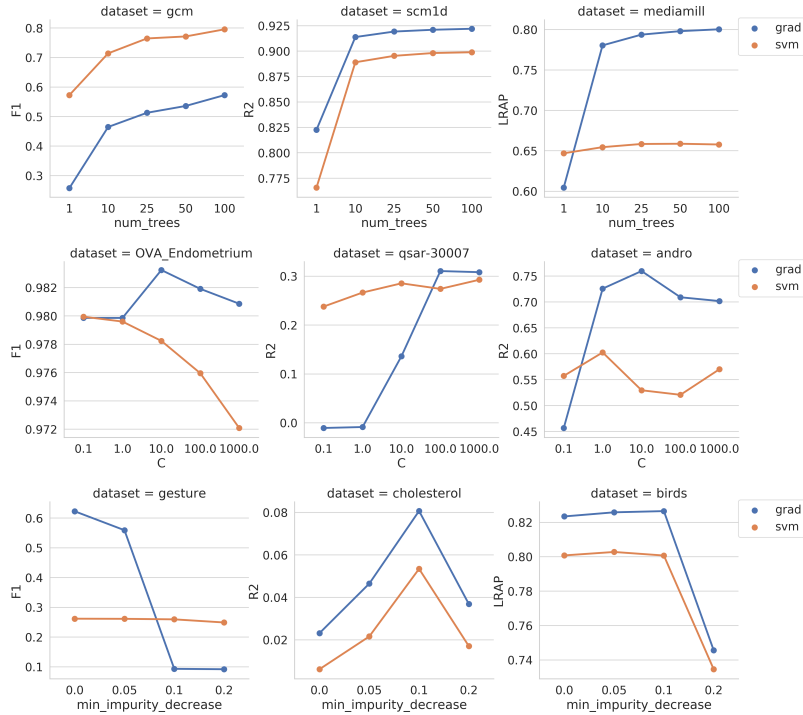 dataset = gcm
F1
0.8
0.7
0.6
0.5
0.4
0.3
1 10 25 50 100
num_trees
dataset = scm1d
R2
0.925
0.900
0.875
0.850
0.825
0.800
0.775
1 10 25 50 100
num_trees
dataset = mediamill
LRAP
0.80
0.75
0.70
0.65
0.60
1 10 25 50 100
num_trees
grad
svm
dataset = OVA_Endometrium
F1
0.982
0.980
0.978
0.976
0.974
0.972
0.1 1.0 10.0 100.0 1000.0
C
dataset = qsar-30007
R2
0.3
0.2
0.1
0.0
0.1 1.0 10.0 100.0 1000.0
C
dataset = andro
R2
0.75
0.70
0.65
0.60
0.55
0.50
0.45
0.1 1.0 10.0 100.0 1000.0
C
grad
svm
dataset = gesture
F1
0.6
0.5
0.4
0.3
0.2
0.1
0.0 0.05 0.1 0.2
min_impurity_decrease
dataset = cholesterol
R2
0.08
0.06
0.04
0.02
0.0 0.05 0.1 0.2
min_impurity_decrease
dataset = birds
LRAP
0.82
0.80
0.78
0.76
0.74
0.0 0.05 0.1 0.2
min_impurity_decrease
grad
svm